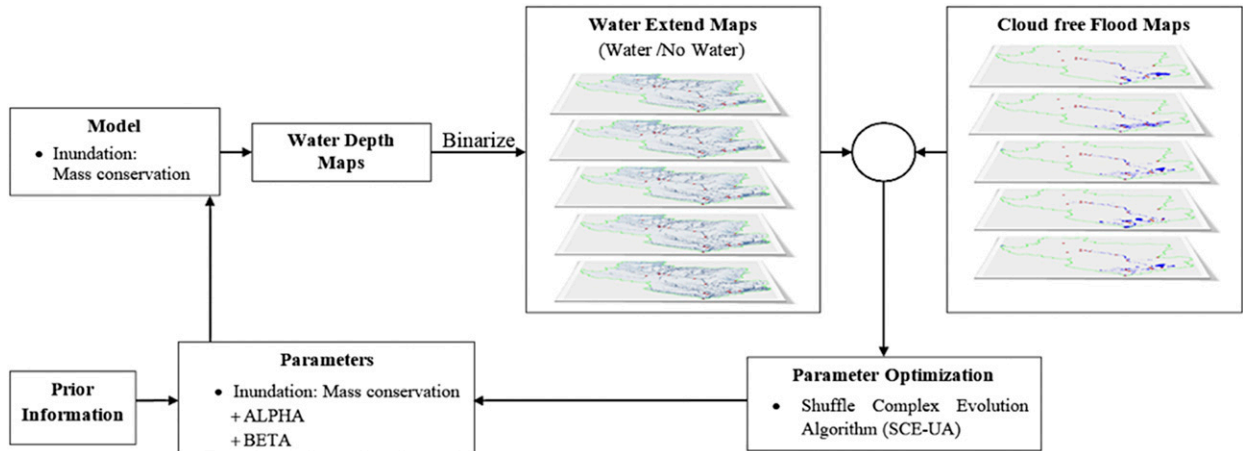 Water Extend Maps
(Water /No Water)
Cloud free Flood Maps
Model
• Inundation:
Mass conservation
Water Depth
Maps
Binarize
Prior
Information
Parameters
• Inundation: Mass conservation
+ ALPHA
+ BETA
Parameter Optimization
• Shuffle Complex Evolution
Algorithm (SCE-UA)